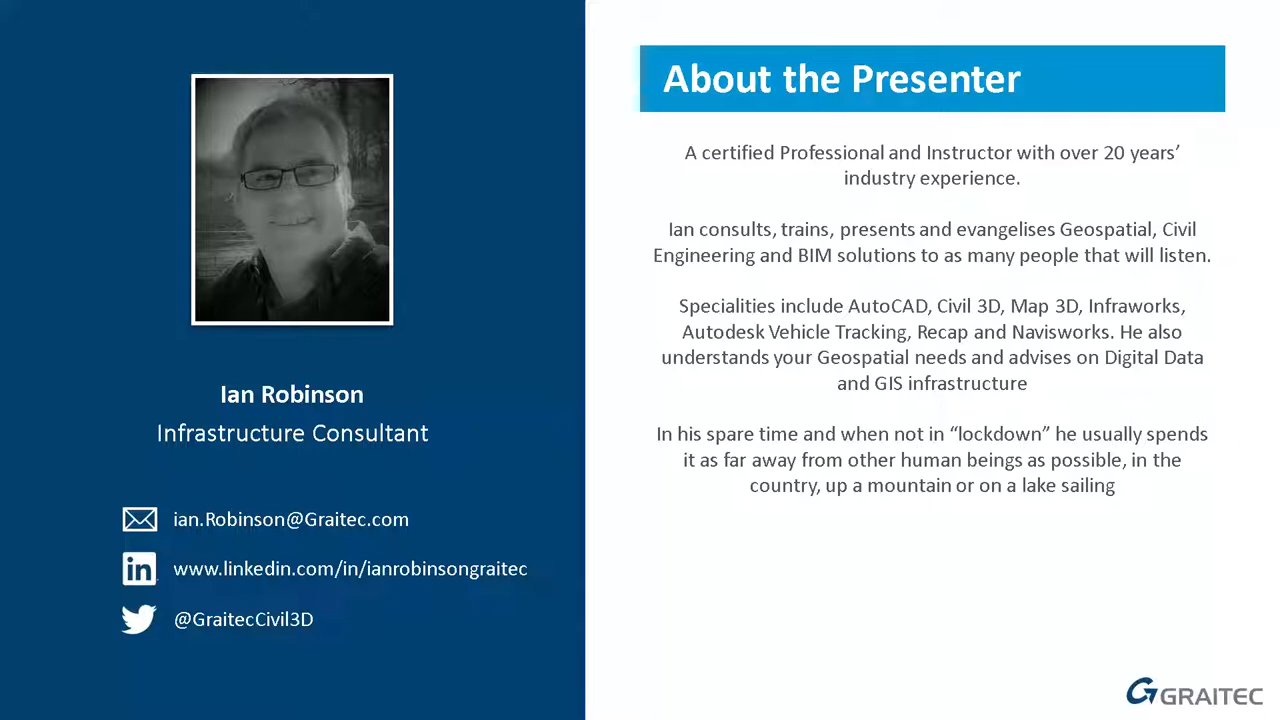 Ian Robinson
Infrastructure Consultant
ian.Robinson@Graitec.com
in
www.linkedin.com/in/ianrobinsongraitec
@GraitecCivil3D
About the Presenter
A certified Professional and Instructor with over 20 years’
industry experience.
Ian consults, trains, presents and evangelises Geospatial, Civil
Engineering and BIM solutions to as many people that will listen.
Specialities include AutoCAD, Civil 3D, Map 3D, Infraworks,
Autodesk Vehicle Tracking, Recap and Navisworks. He also
understands your Geospatial needs and advises on Digital Data
and GIS infrastructure
In his spare time and when not in “lockdown” he usually spends
it as far away from other human beings as possible, in the
country, up a mountain or on a lake sailing
GRAITEC